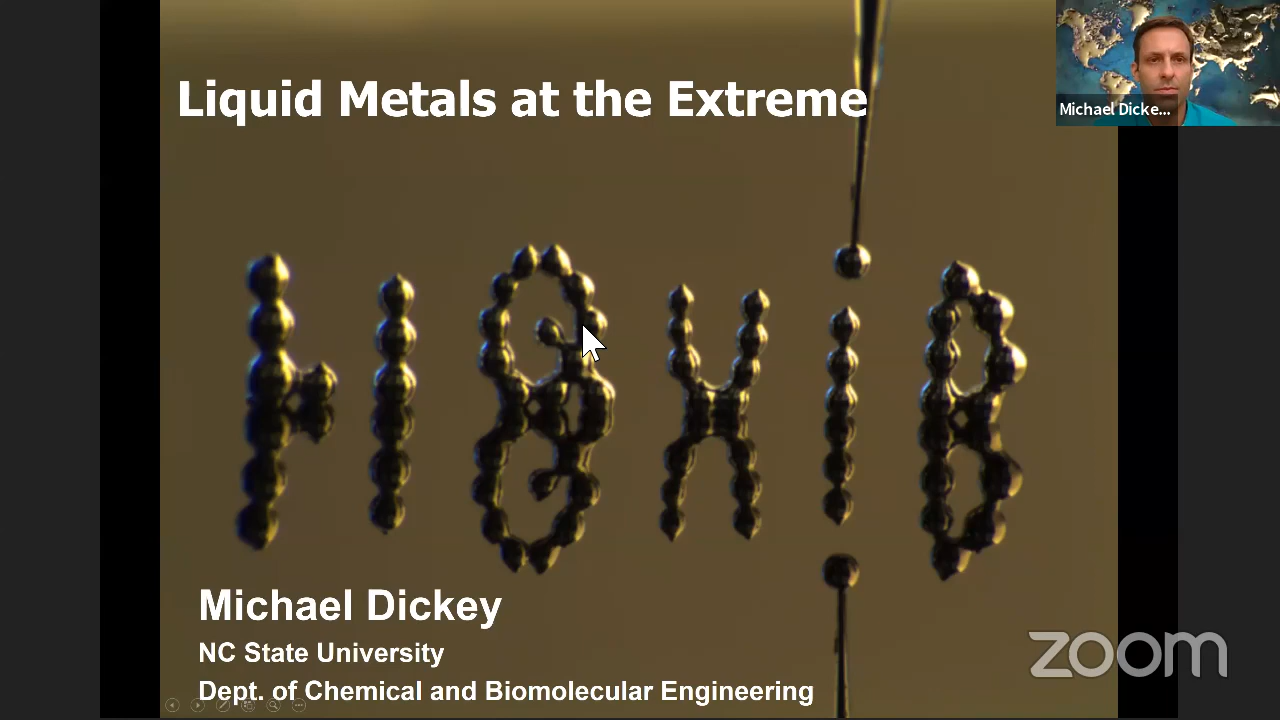 Liquid Metals at the Extreme
Michael Dicke...
liquid
Michael Dickey
NC State University
Dept. of Chemical and Biomolecular Engineering
zoom